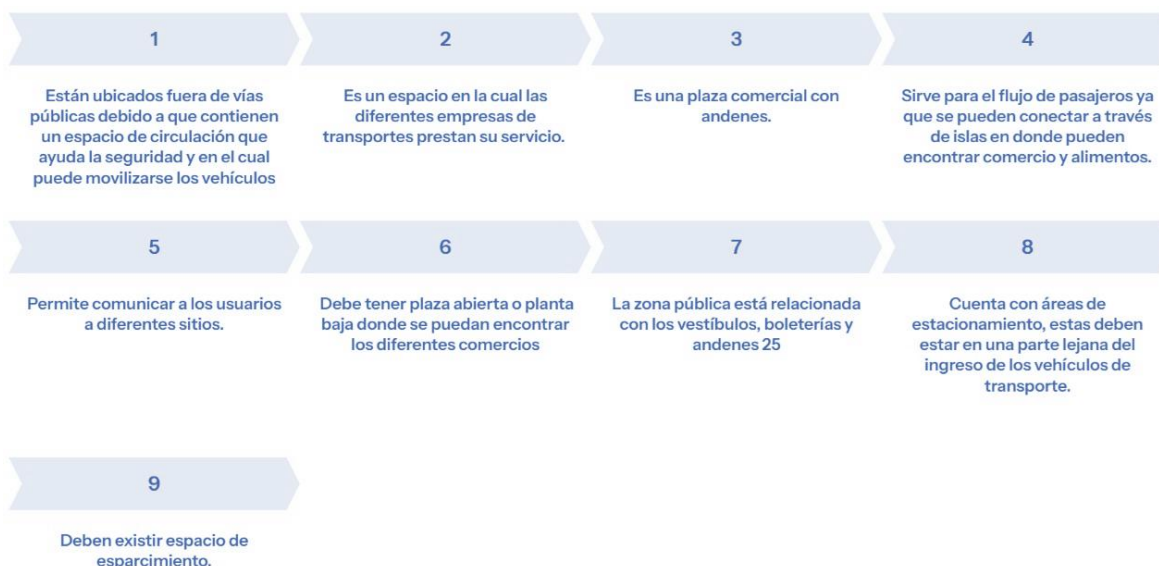 1
Están ubicados fuera de vías
públicas debido a que contienen
un espacio de circulación que
ayuda la seguridad y en el cual
puede movilizarse los vehículos
2
Es un espacio en la cual las
diferentes empresas de
transportes prestan su servicio.
3
Es una plaza comercial con
andenes.
4
Sirve para el flujo de pasajeros ya
que se pueden conectar a través
de islas en donde pueden
encontrar comercio y alimentos.
5
Permite comunicar a los usuarios
a diferentes sitios.
6
Debe tener plaza abierta o planta
baja donde se puedan encontrar
los diferentes comercios
7
La zona pública está relacionada
con los vestíbulos, boleterías y
andenes 25
8
Cuenta con áreas de
estacionamiento, estas deben
estar en una parte lejana del
ingreso de los vehículos de
transporte.
9
Deben existir espacio de
esparcimiento.